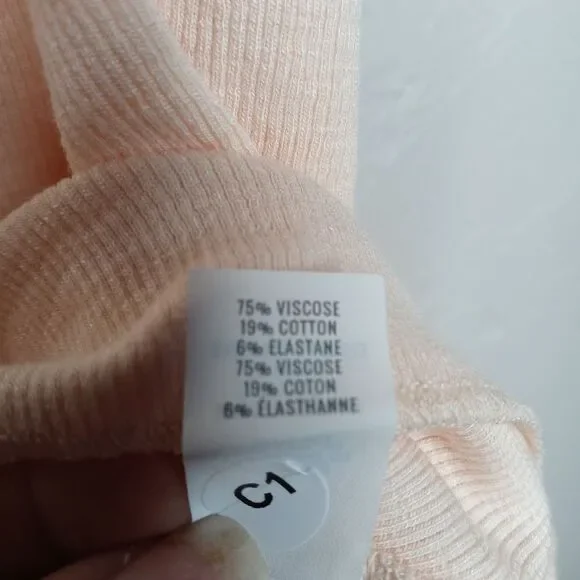 75% VISCOSE
19% COTTON
6% ELASTANE
75% VISCOSE
19% COTON
6% ÉLASTHANNE
C1